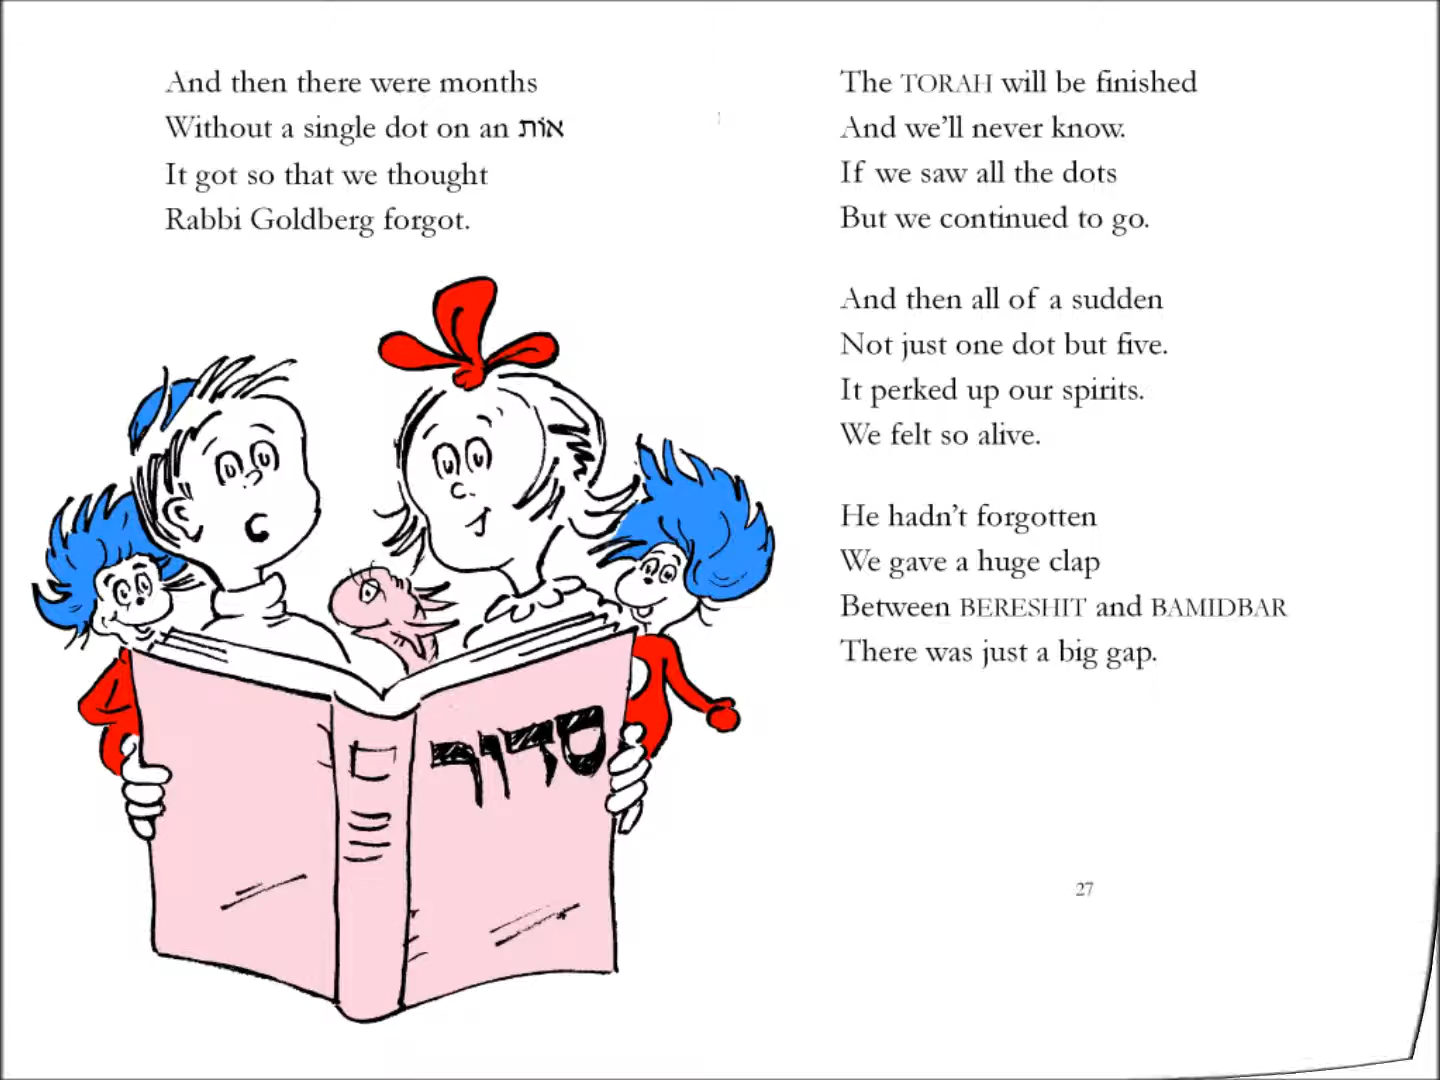 And then there were months
Without a single dot on an אוֹת
It got so that we thought
Rabbi Goldberg forgot.
סדור
The TORAH will be finished
And we'll never know.
If we saw all the dots
But we continued to go.
And then all of a sudden
Not just one dot but five.
It perked up our spirits.
We felt so alive.
He hadn't forgotten
We gave a huge clap
Between BERESHIT and BAMIDBAR
There was just a big gap.
27